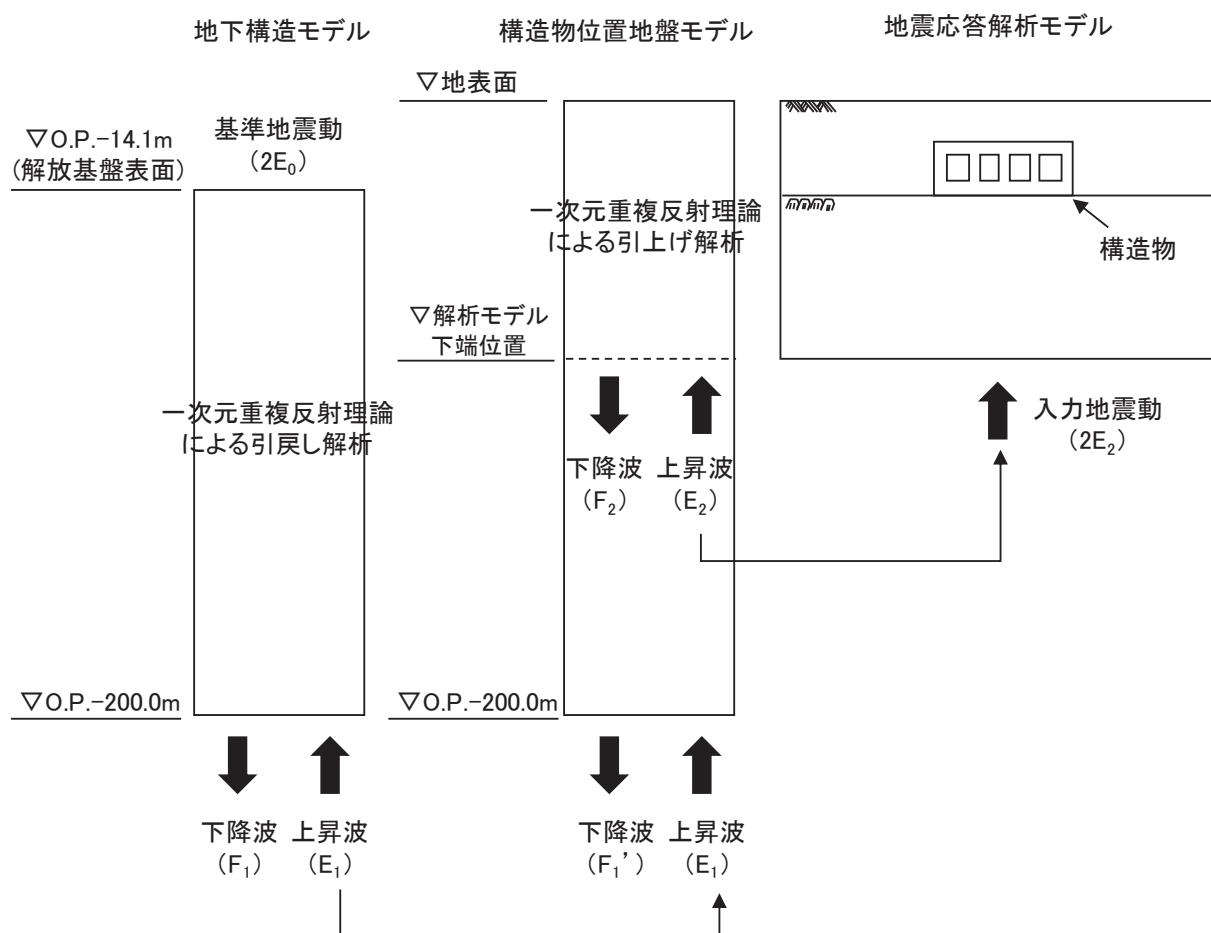 地下構造モデル
▽O.P.-14.1m
(解放基盤表面)
基準地震動
(2E₀)
一次元重複反射理論
による引戻し解析
▽O.P.-200.0m
下降波
(F₁)
上昇波
(E₁)
構造物位置地盤モデル
▽地表面
一次元重複反射理論
による引上げ解析
▽解析モデル
下端位置
下降波
(F₂)
上昇波
(E₂)
▽O.P.-200.0m
下降波
(F₁’)
上昇波
(E₁)
地震応答解析モデル
構造物
入力地震動
(2E₂)